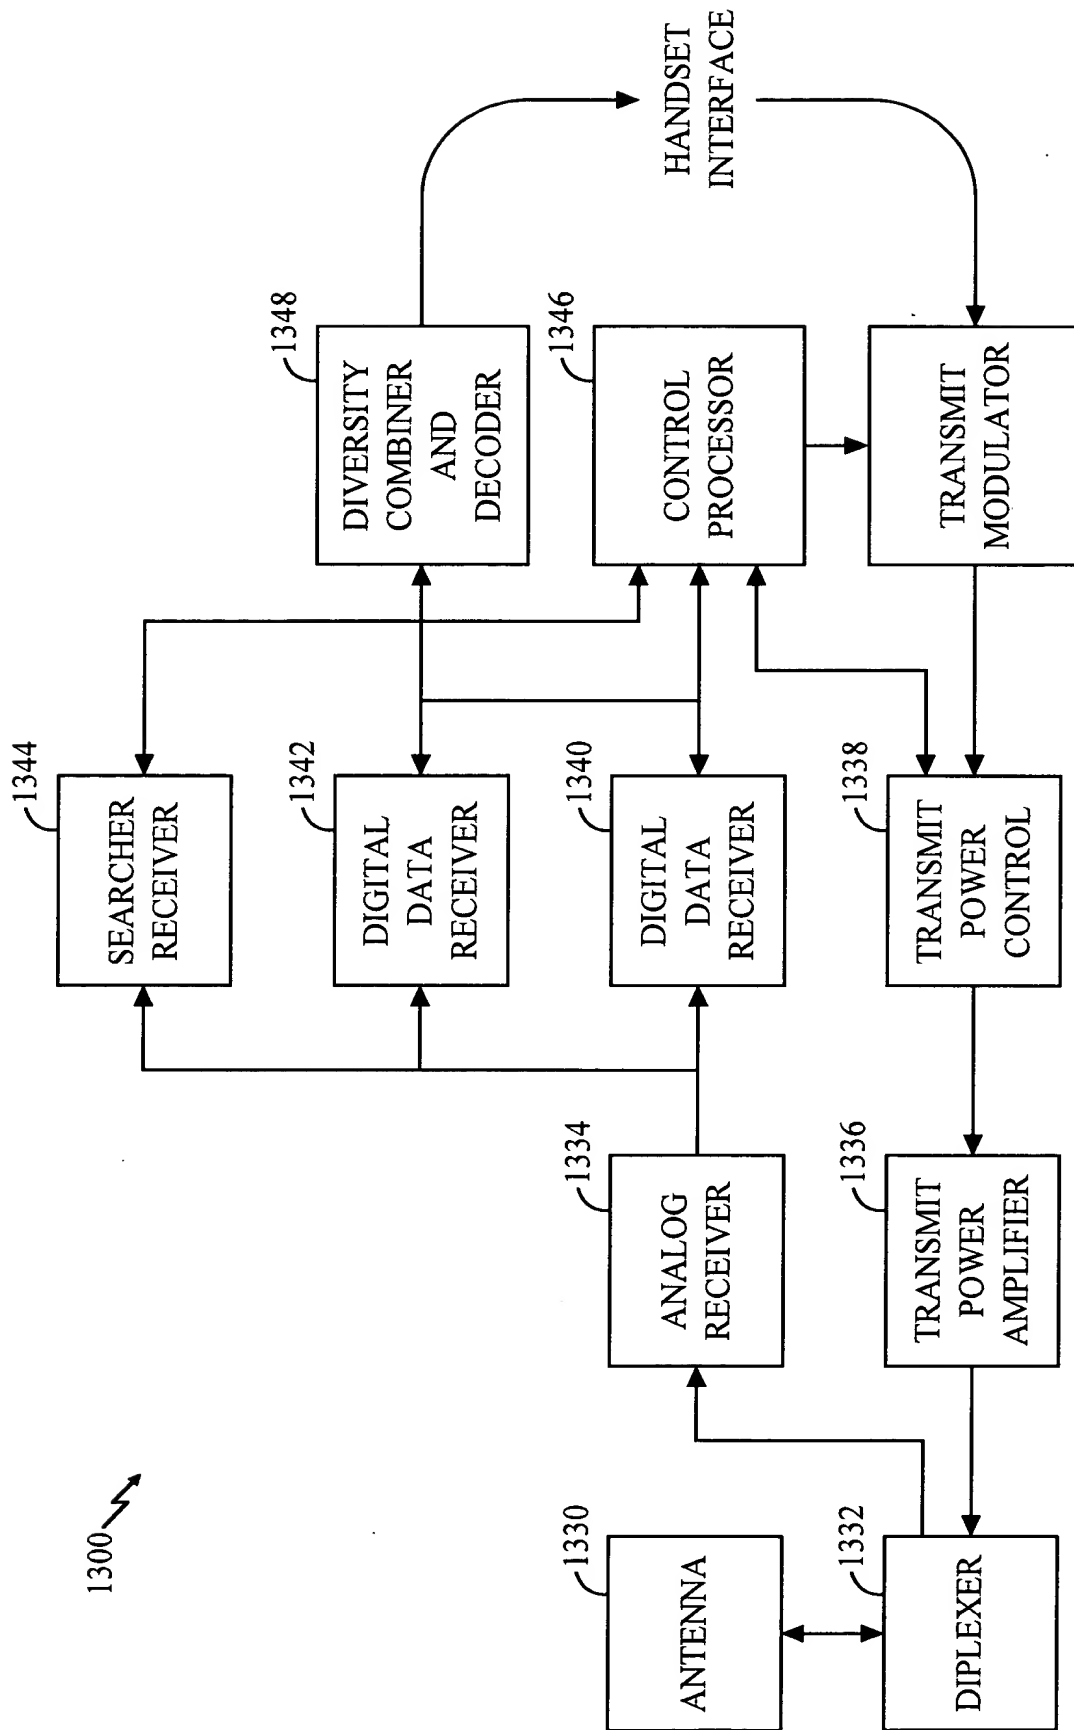 1300
1344
SEARCHER
RECEIVER
1342
DIGITAL
DATA
RECEIVER
1340
DIGITAL
DATA
RECEIVER
1348
DIVERSITY
COMBINER
AND
DECODER
1346
CONTROL
PROCESSOR
HANDSET
INTERFACE
1330
ANTENNA
1334
ANALOG
RECEIVER
1332
DIPLEXER
1336
TRANSMIT
POWER
AMPLIFIER
1338
TRANSMIT
POWER
CONTROL
TRANSMIT
MODULATOR